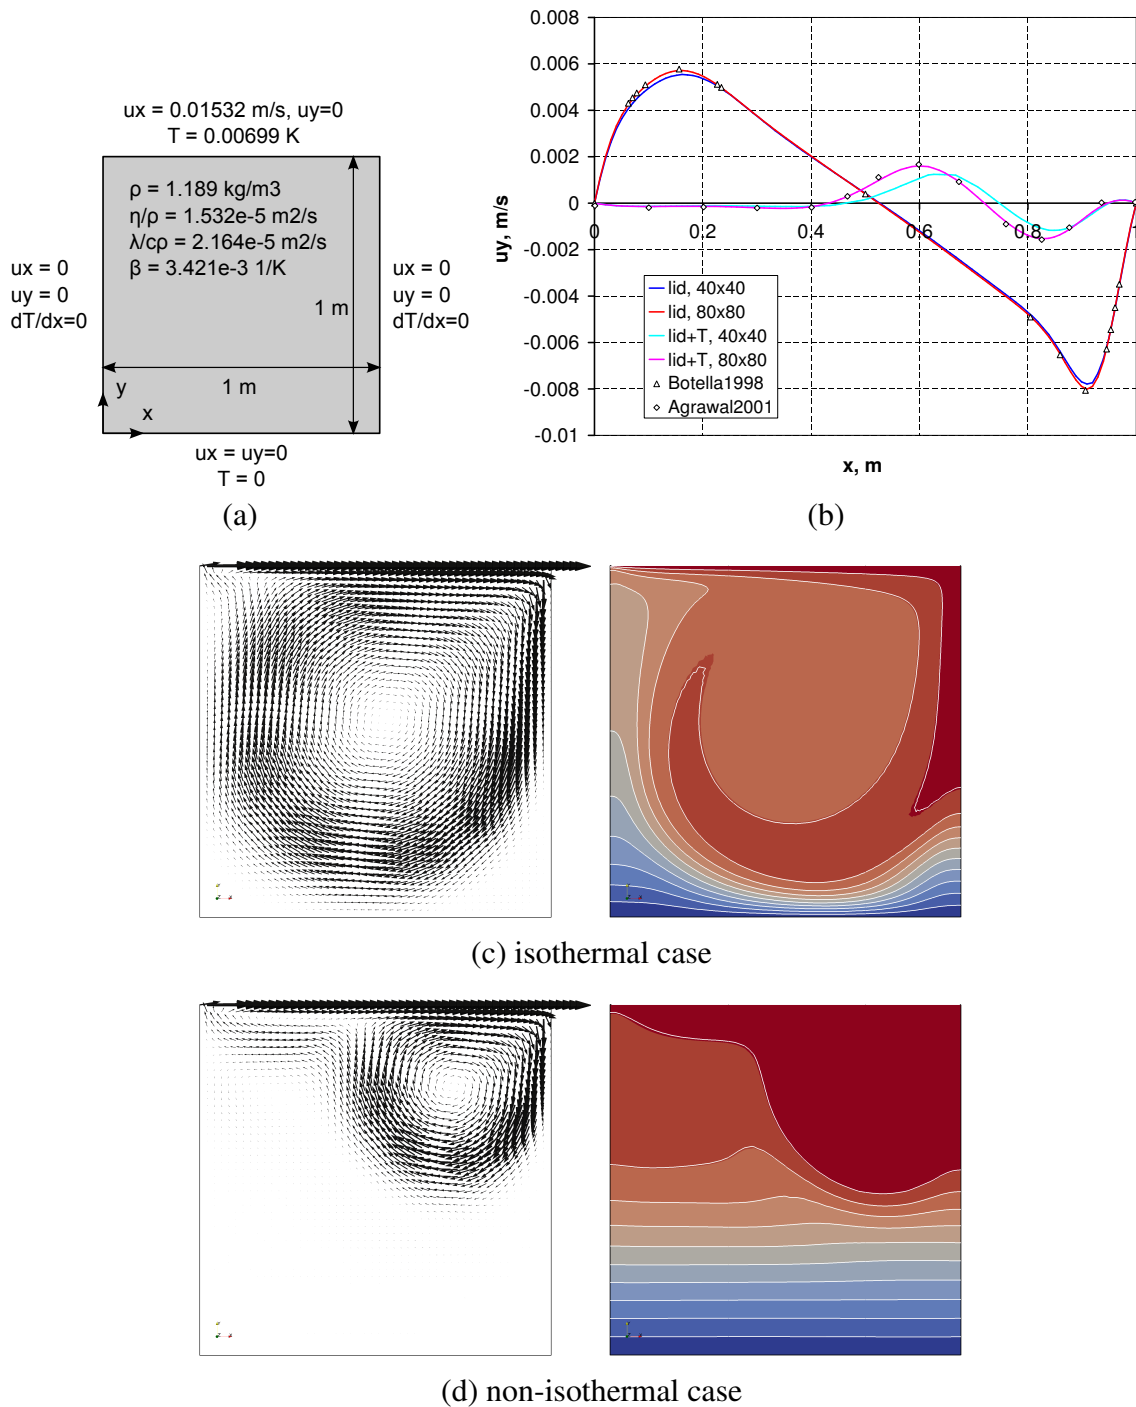 ux = 0.01532 m/s, uy=0
T = 0.00699 K
ρ = 1.189 kg/m3
η/ρ = 1.532e-5 m2/s
λ/cρ = 2.164e-5 m2/s
β = 3.421e-3 1/K
ux = 0
uy = 0
dT/dx=0
ux = 0
uy = 0
dT/dx=0
1 m
1 m
y
x
ux = uy=0
T = 0
(a)
0.008
0.006
0.004
0.002
0
-0.002
-0.004
-0.006
-0.008
-0.01
uy, m/s
0 0.2 0.4 0.6 0.8 1
lid, 40x40
lid, 80x80
lid+T, 40x40
lid+T, 80x80
Botella1998
Agrawal2001
x, m
(b)
(c) isothermal case
(d) non-isothermal case